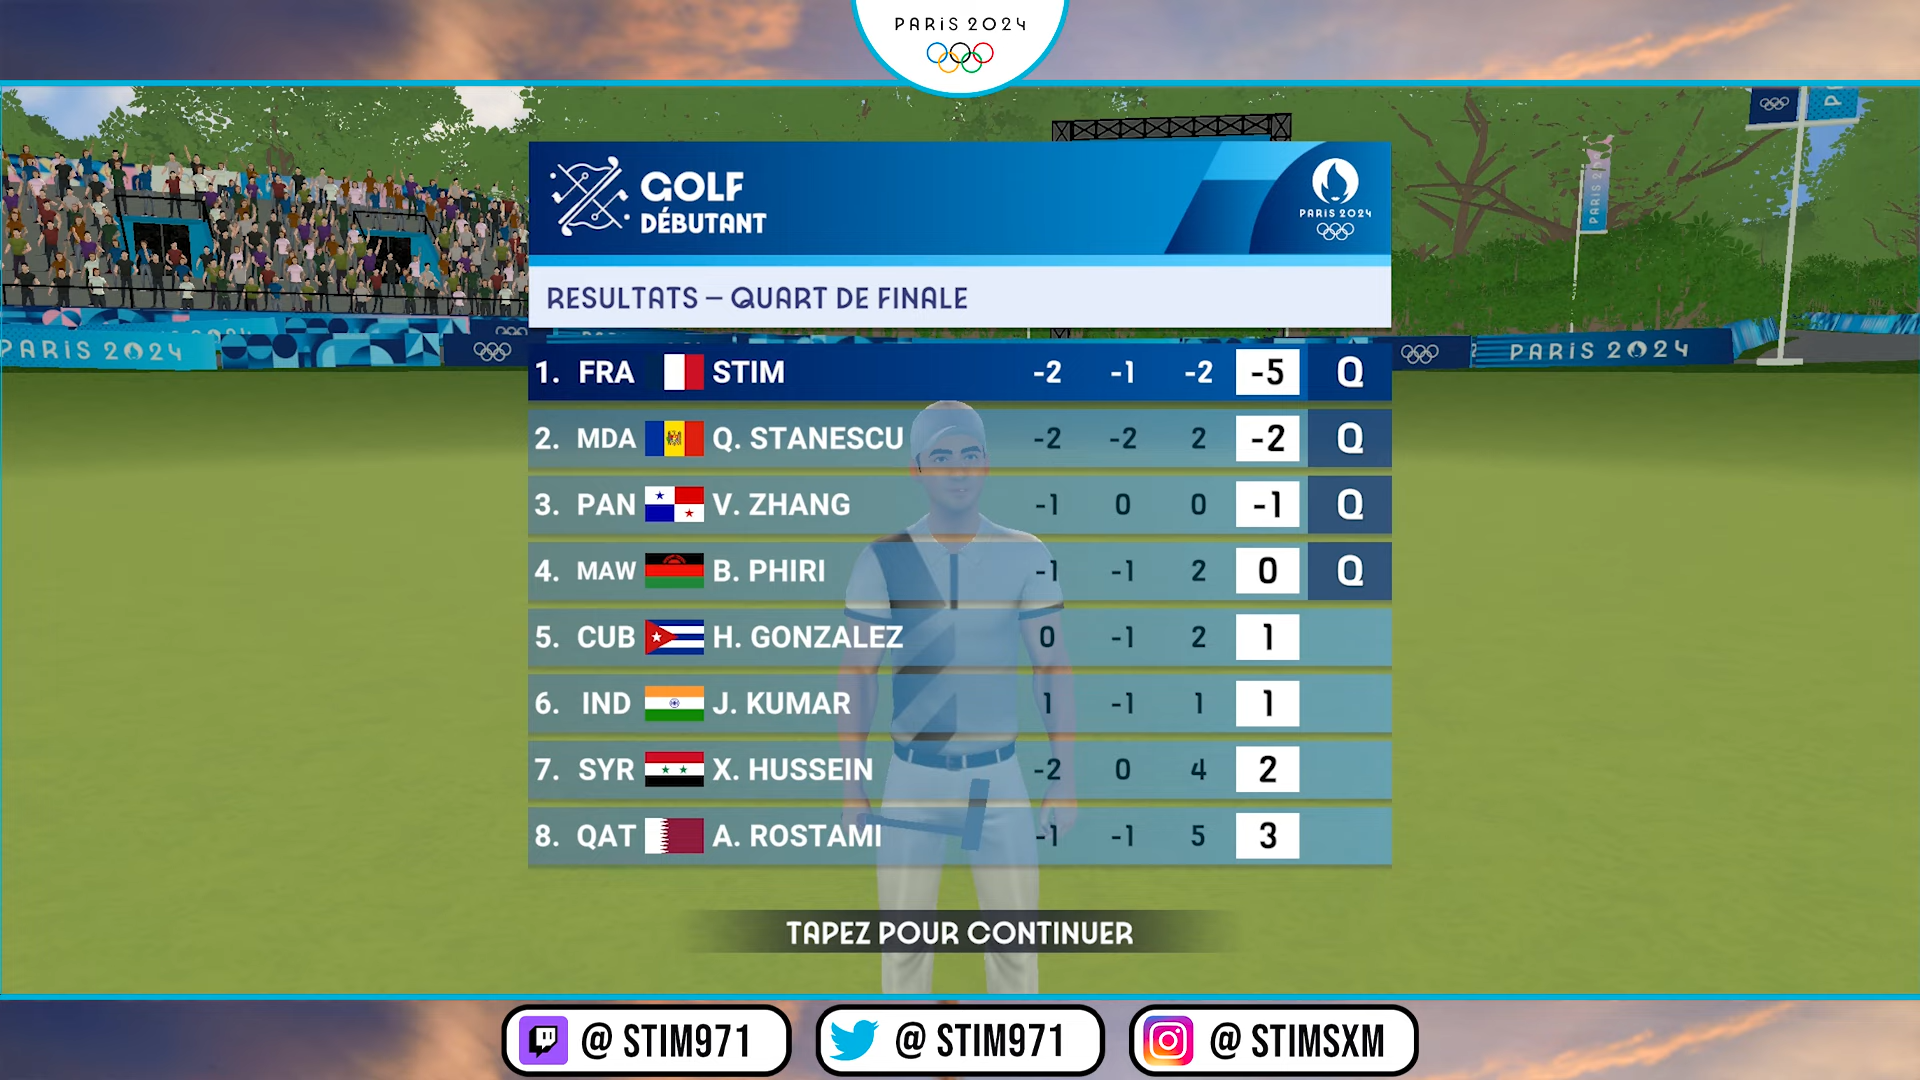 PARIS 2024
GOLF
DÉBUTANT
PARIS 2024
RESULTATS – QUART DE FINALE
PARIS 2024
PARIS 2024
PARIS 2
1. FRA STIM -2 -1 -2 -5 Q
2. MDA Q. STANESCU -2 -2 2 -2 Q
3. PAN V. ZHANG -1 0 0 -1 Q
4. MAW B. PHIRI -1 -1 2 0 Q
5. CUB H. GONZALEZ 0 -1 2 1
6. IND J. KUMAR 1 -1 1 1
7. SYR X. HUSSEIN -2 0 4 2
8. QAT A. ROSTAMI -1 -1 5 3
TAPEZ POUR CONTINUER
@ STIM971
@ STIM971
@ STIMSXM